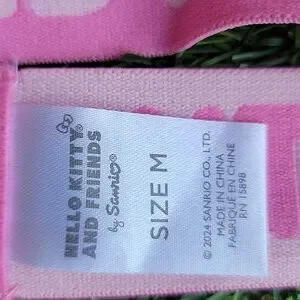 HELLO KITTY®
AND FRIENDS
by Sanrio®
SIZE M
© 2024 SANRIO CO., LTD.
MADE IN CHINA
FABRIQUÉ EN CHINE
RN 15898